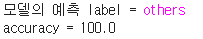 모델의 예측 label = others
accuracy = 100.0